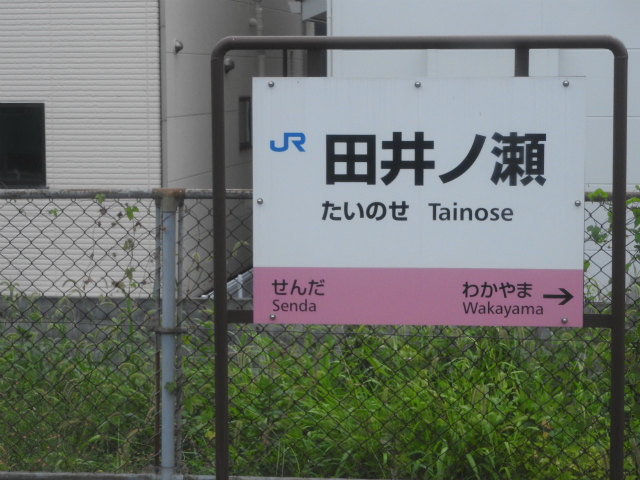 JR 田井ノ瀬
たいのせ Tainose
せんだ わかやま →
Senda Wakayama